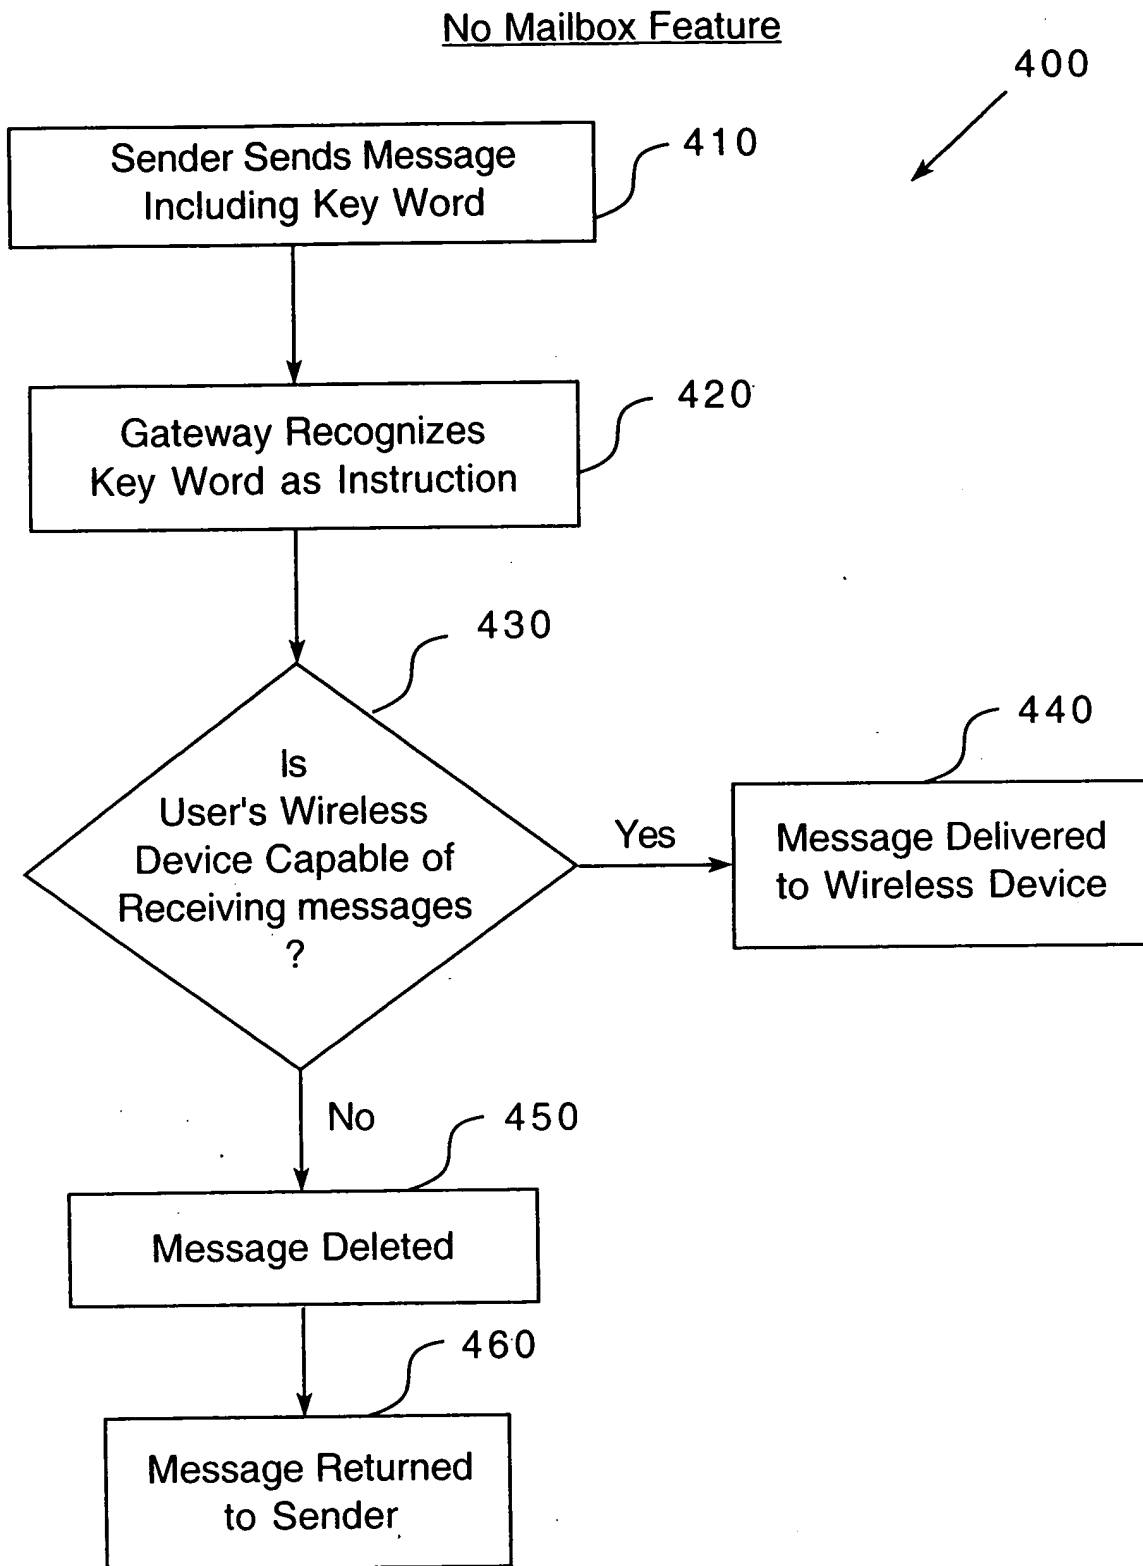 No Mailbox Feature
400
Sender Sends Message
Including Key Word
410
Gateway Recognizes
Key Word as Instruction
420
430
Is
User's Wireless
Device Capable of
Receiving messages
?
Yes
440
Message Delivered
to Wireless Device
No
450
Message Deleted
460
Message Returned
to Sender